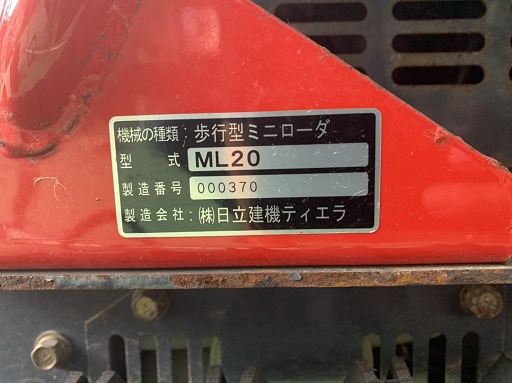 機械の種類：歩行型ミニローダ
型式 ML20
製造番号 000370
製造会社：㈱日立建機ティエラ